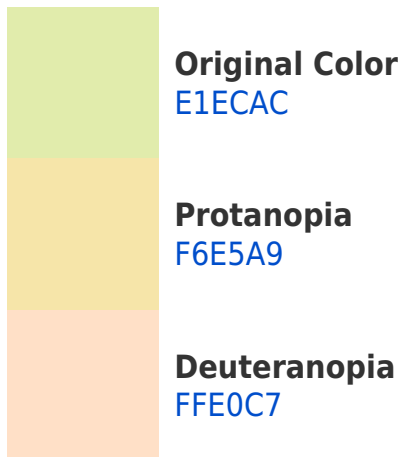 Original Color
E1ECAC
Protanopia
F6E5A9
Deuteranopia
FFE0C7